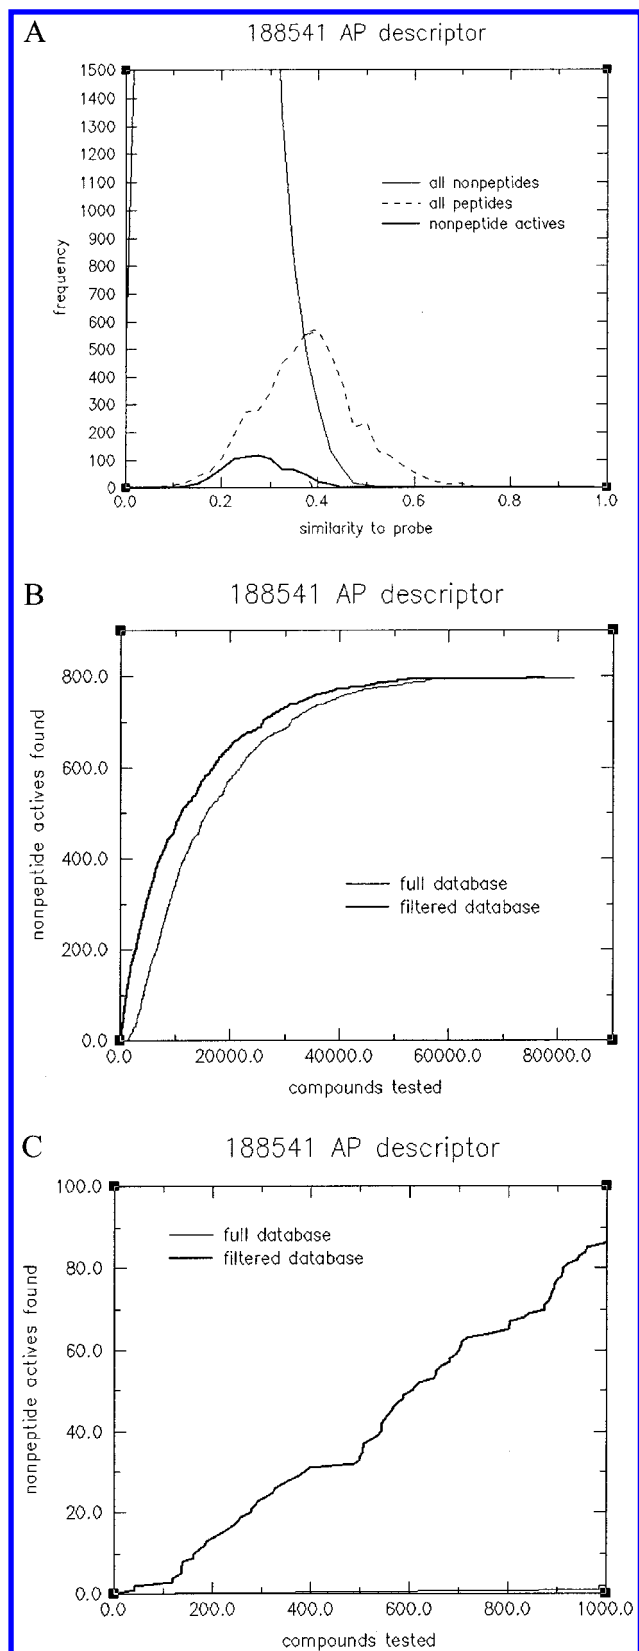 A
188541 AP descriptor
1500
1400
1300
1200
1100
1000
900
800
700
600
500
400
300
200
100
0
frequency
all nonpeptides
all peptides
nonpeptide actives
0.0 0.2 0.4 0.6 0.8 1.0
similarity to probe
B
188541 AP descriptor
800.0
600.0
400.0
200.0
0.0
nonpeptide actives found
full database
filtered database
0.0 20000.0 40000.0 60000.0 80000.0
compounds tested
C
188541 AP descriptor
100.0
80.0
60.0
40.0
20.0
0.0
nonpeptide actives found
full database
filtered database
0.0 200.0 400.0 600.0 800.0 1000.0
compounds tested